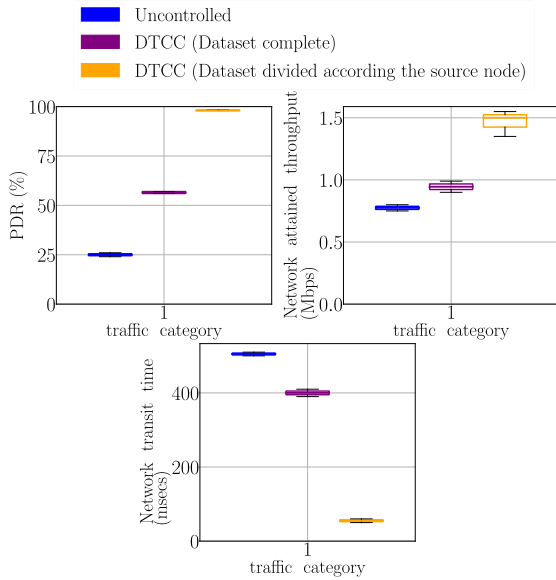 Uncontrolled
DTCC (Dataset complete)
DTCC (Dataset divided according the source node)
100
75
50
25
0
PDR (%)
1
traffic category
1.5
1.0
0.5
0.0
Network attained throughput
(Mbps)
1
traffic category
400
200
0
Network transit time
(msecs)
1
traffic category